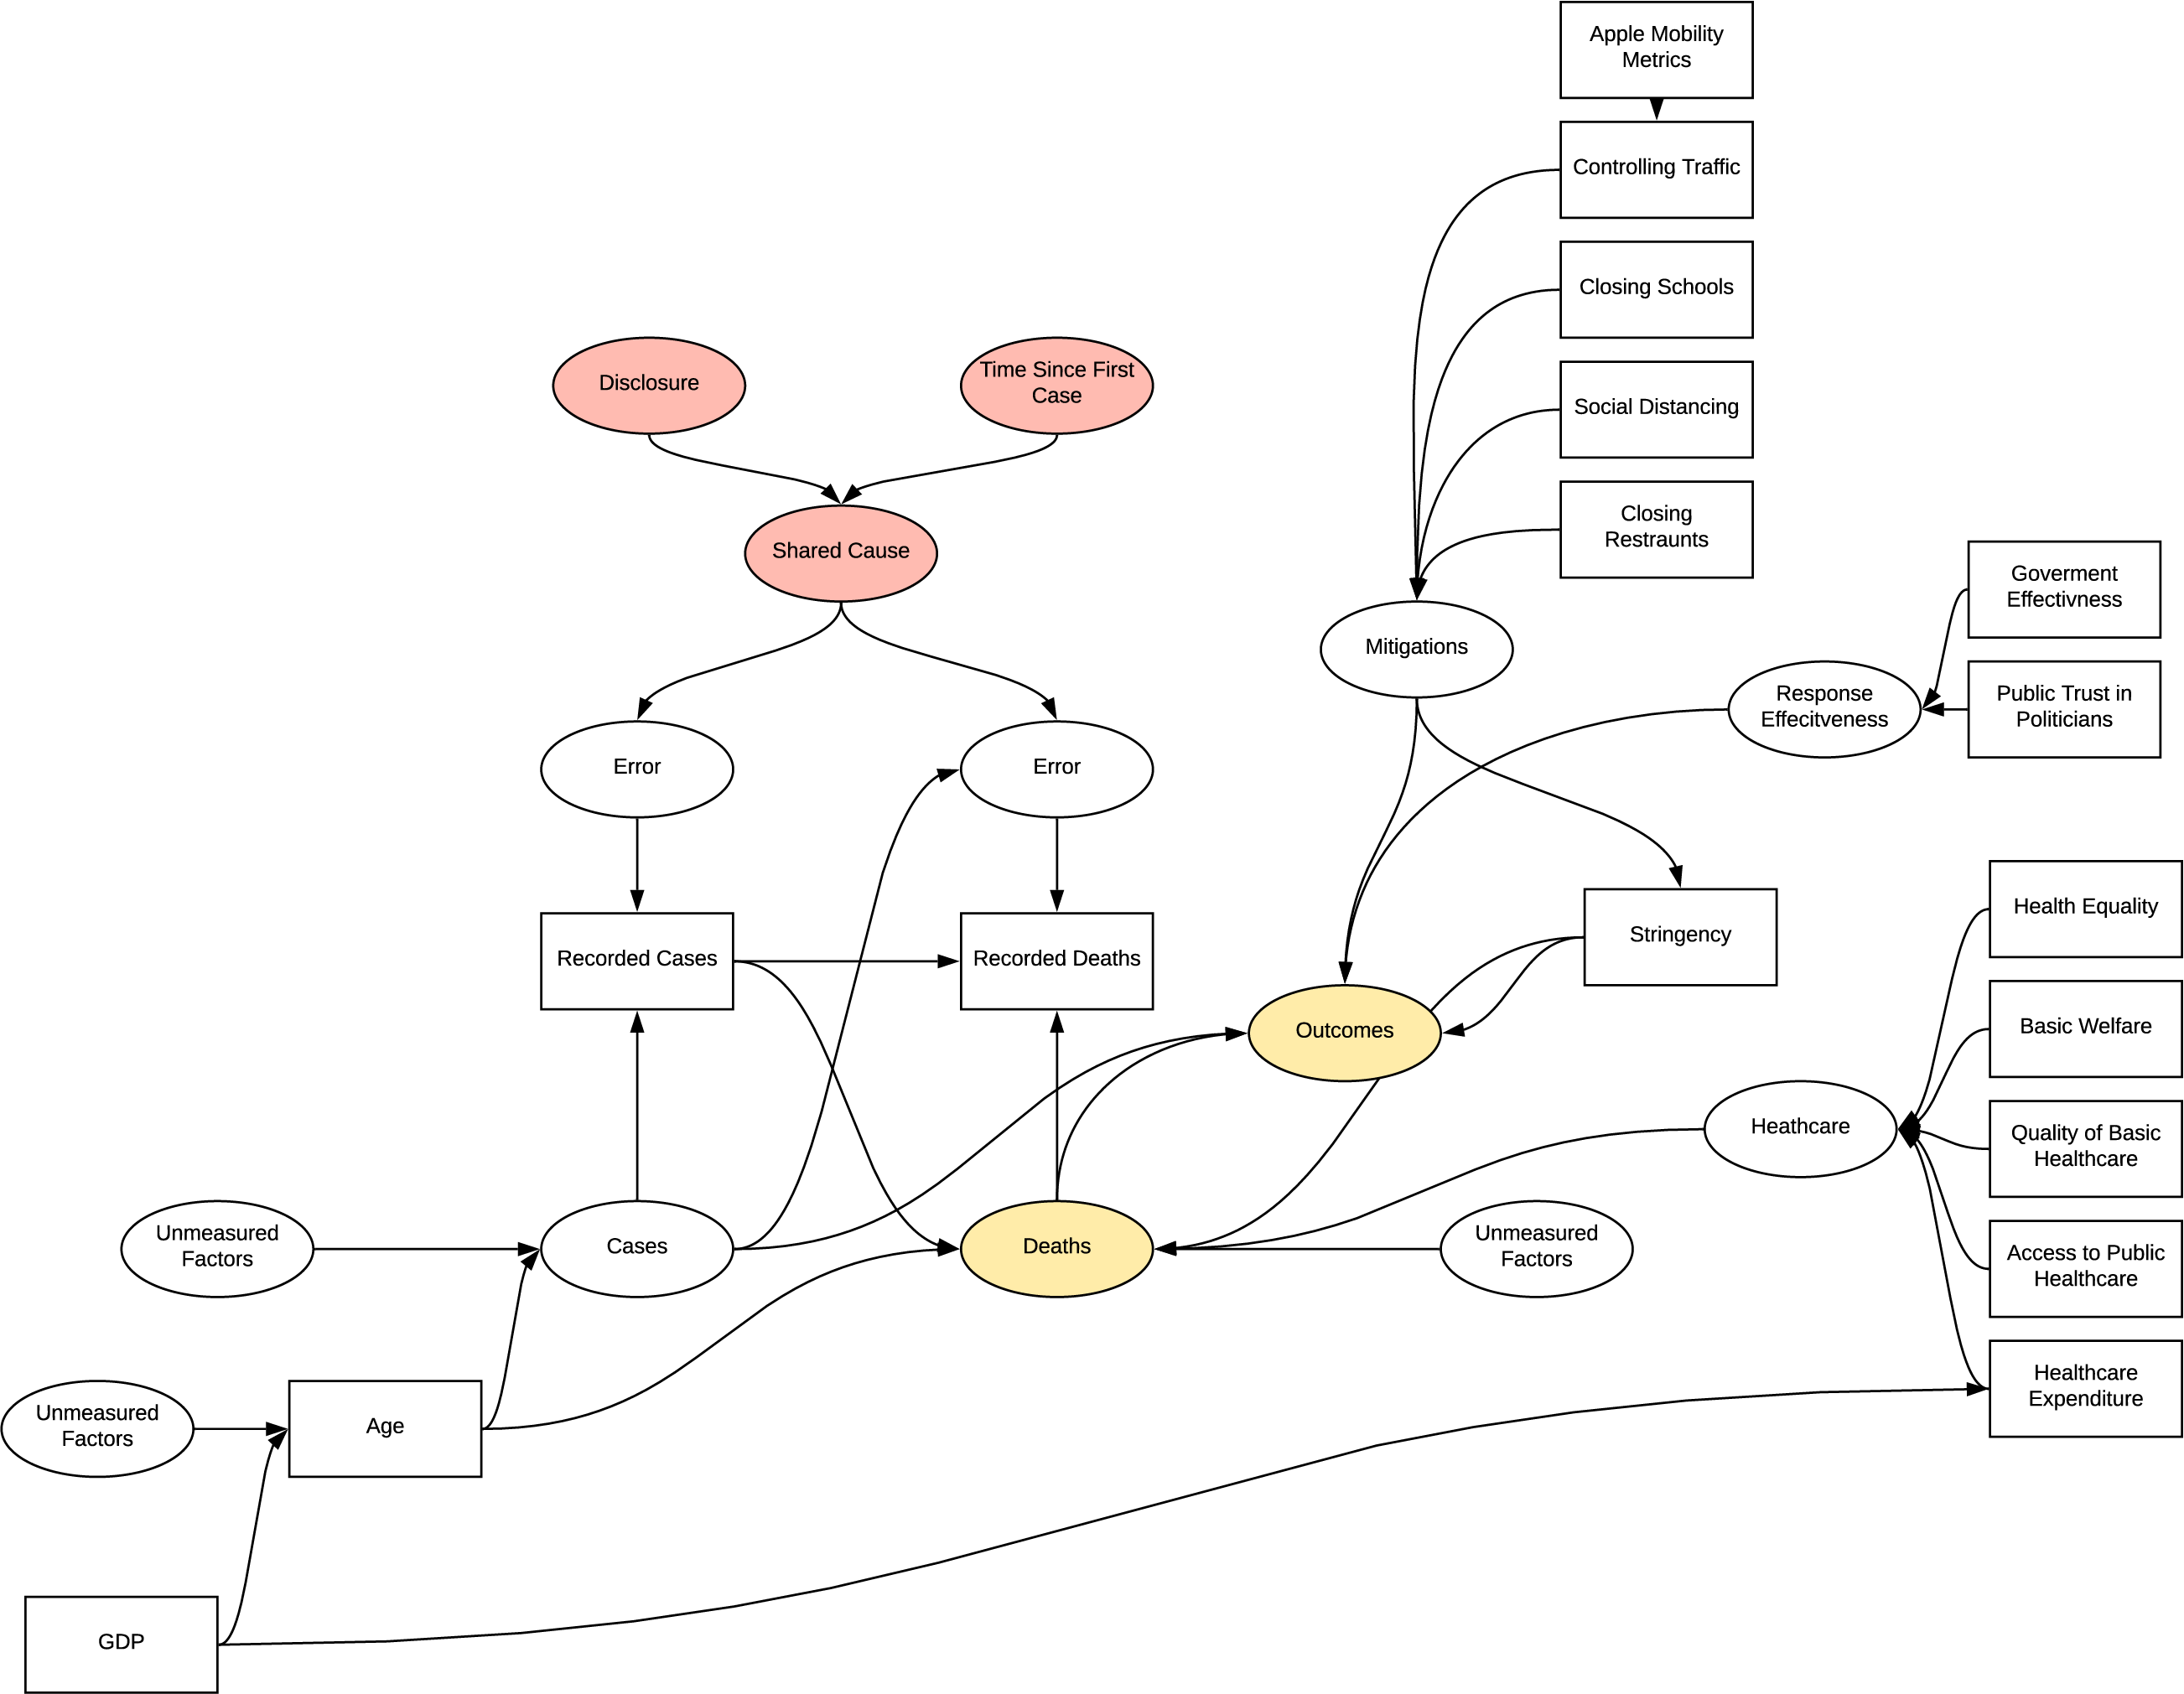 Apple Mobility
Metrics
Controlling Traffic
Closing Schools
Disclosure
Time Since First
Case
Social Distancing
Closing
Restraunts
Shared Cause
Goverment
Effectivness
Mitigations
Response
Effecitveness
Public Trust in
Politicians
Error
Error
Recorded Cases
Recorded Deaths
Stringency
Health Equality
Outcomes
Basic Welfare
Heathcare
Quality of Basic
Healthcare
Unmeasured
Factors
Cases
Deaths
Unmeasured
Factors
Access to Public
Healthcare
Unmeasured
Factors
Age
Healthcare
Expenditure
GDP